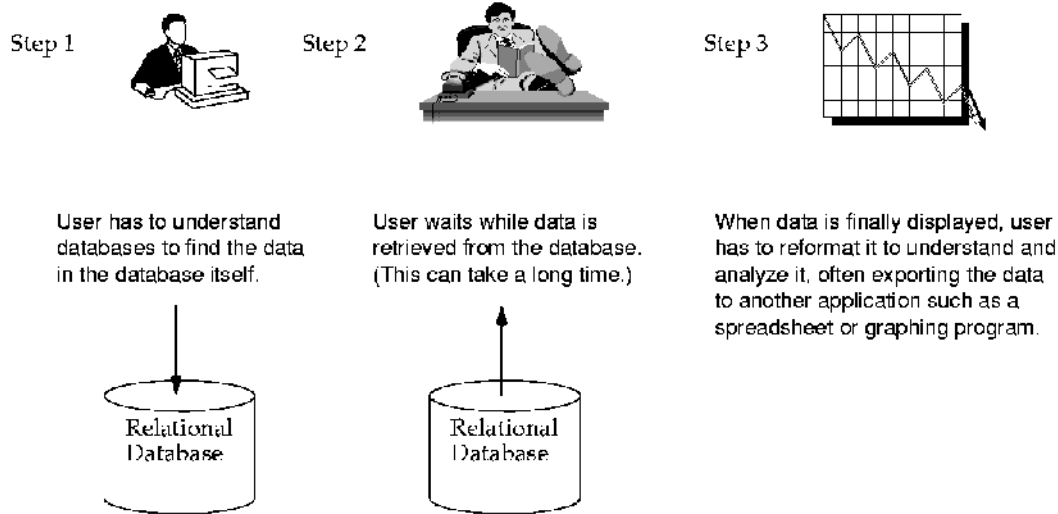 Step 1
Step 2
Step 3
User has to understand
databases to find the data
in the database itself.
User waits while data is
retrieved from the database.
(This can take a long time.)
When data is finally displayed, user
has to reformat it to understand and
analyze it, often exporting the data
to another application such as a
spreadsheet or graphing program.
Relational
Database
Relational
Database